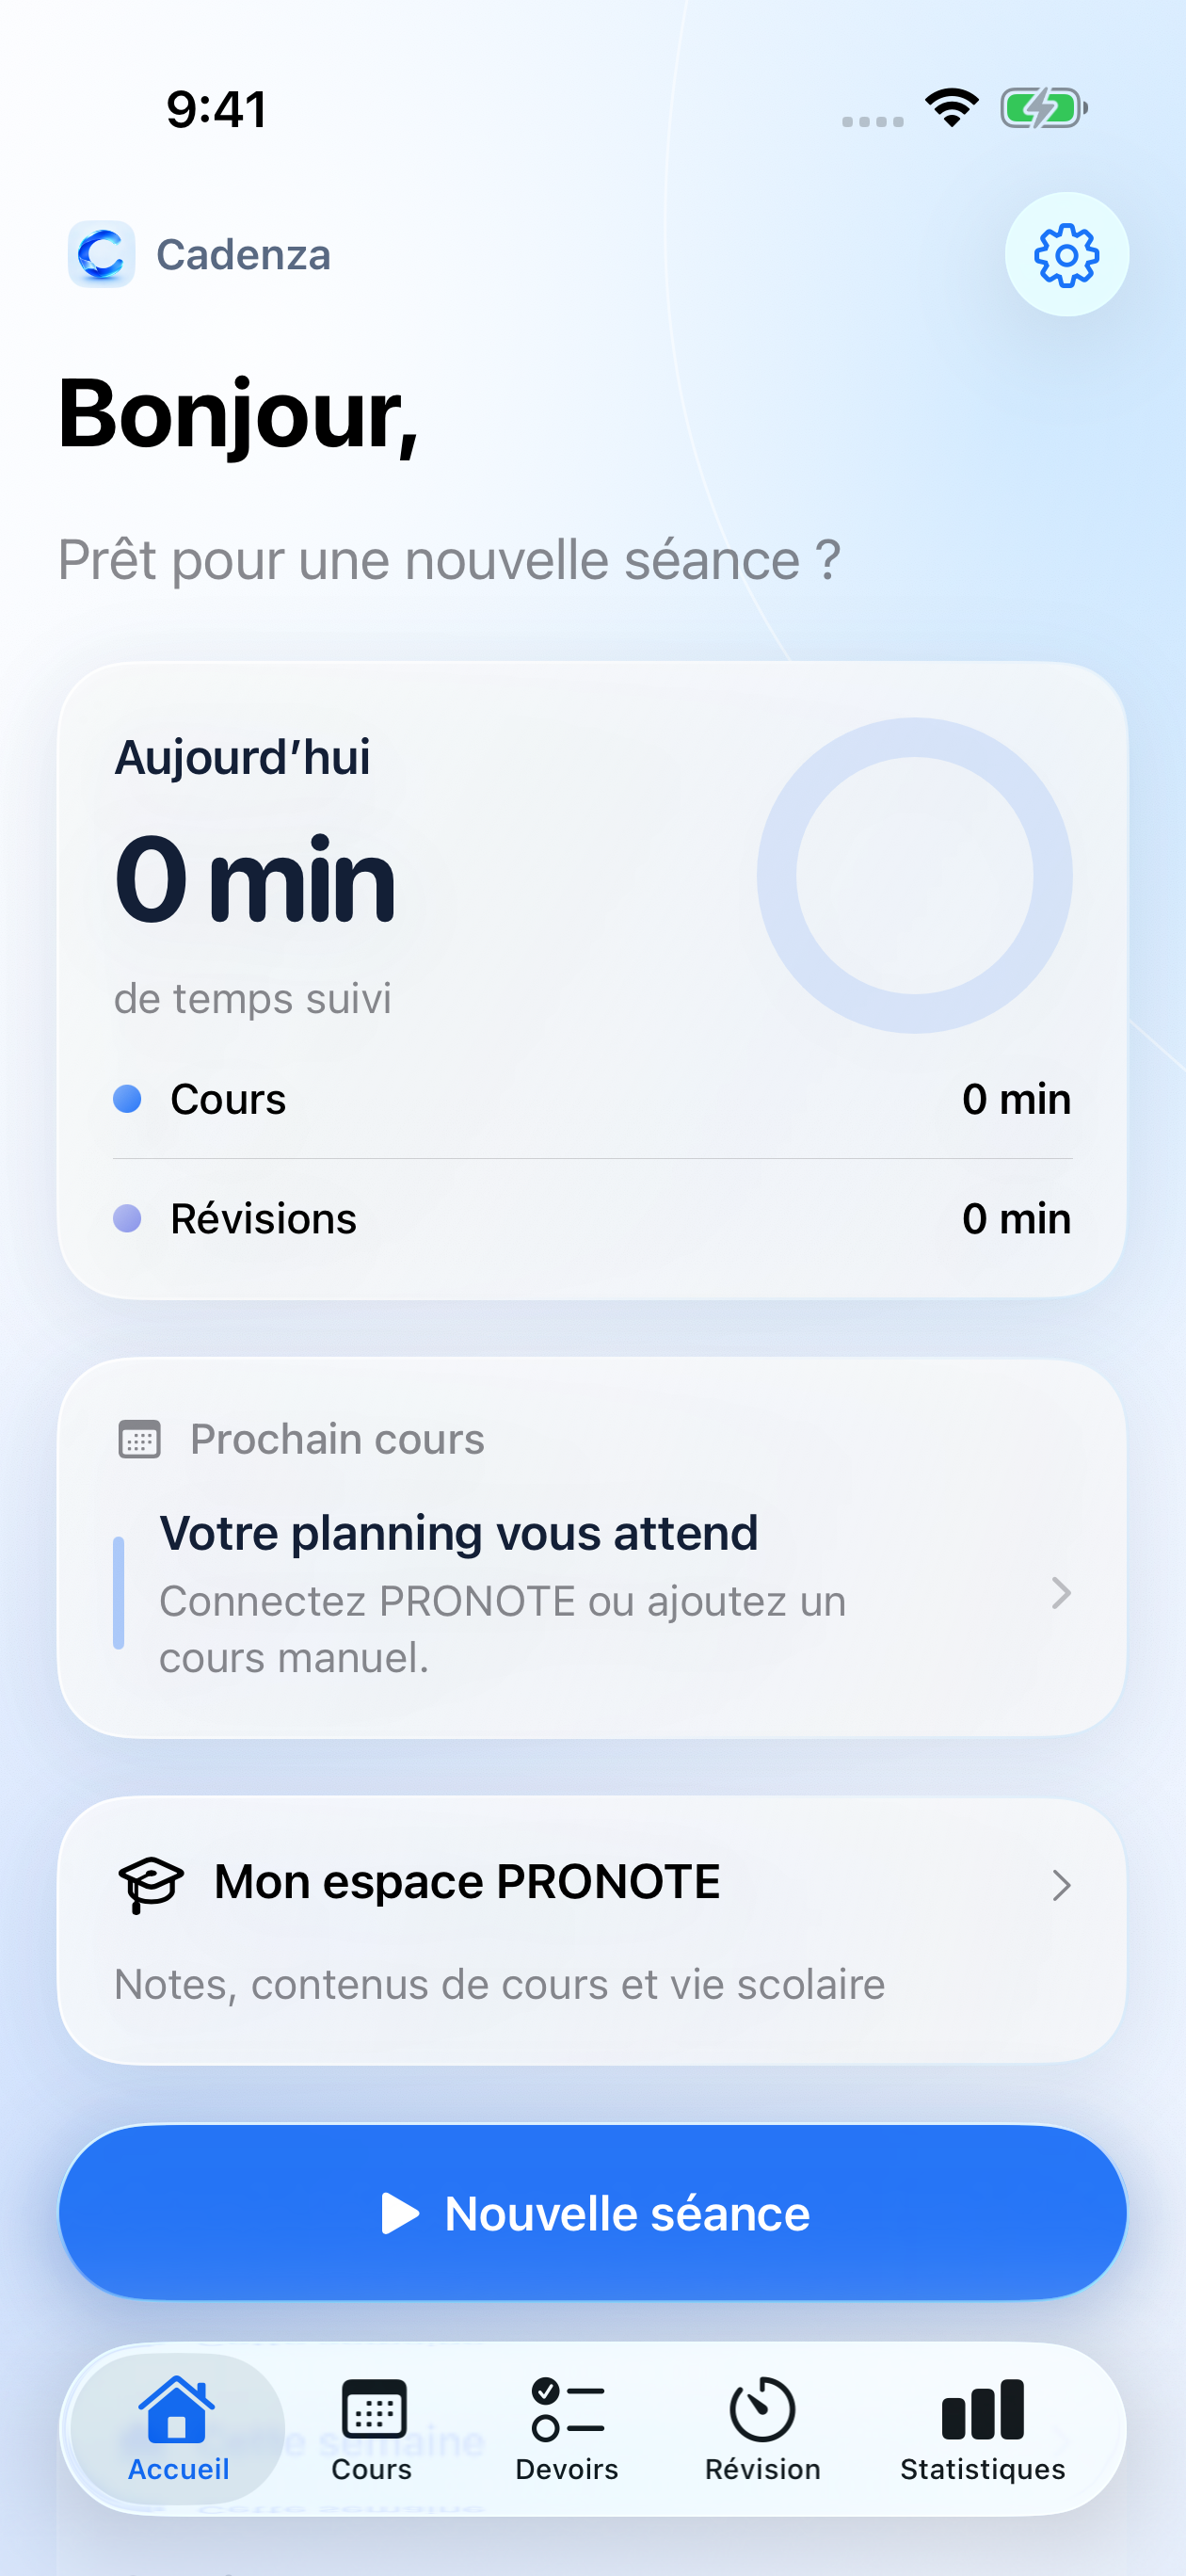 9:41
Cadenza
Bonjour,
Prêt pour une nouvelle séance ?
Aujourd’hui
0 min
de temps suivi
Cours 0 min
Révisions 0 min
Prochain cours
Votre planning vous attend
Connectez PRONOTE ou ajoutez un
cours manuel.
Mon espace PRONOTE
Notes, contenus de cours et vie scolaire
Nouvelle séance
Accueil Cours Devoirs Révision Statistiques